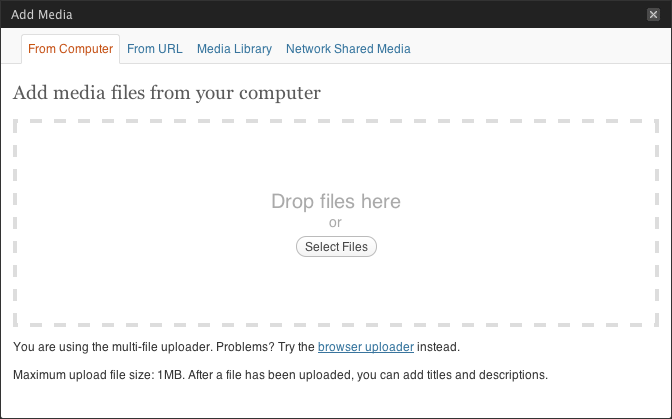 Add Media
From Computer From URL Media Library Network Shared Media
Add media files from your computer
Drop files here
or
Select Files
You are using the multi-file uploader. Problems? Try the browser uploader instead.
Maximum upload file size: 1MB. After a file has been uploaded, you can add titles and descriptions.